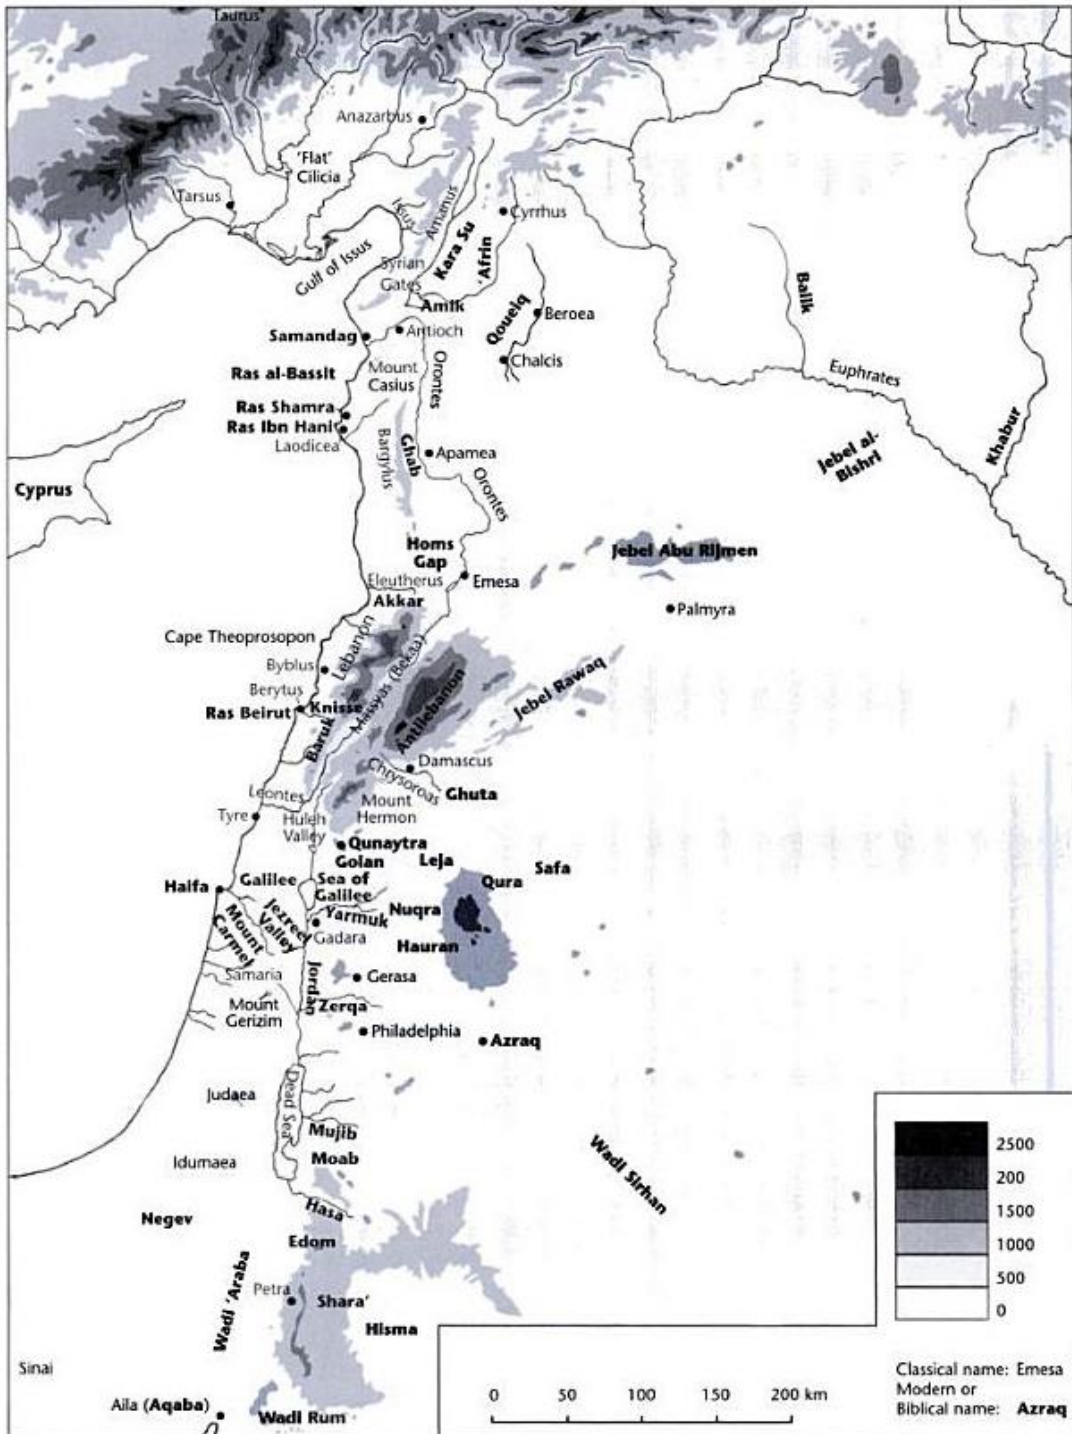 Taurus
Anazarbus
'Flat'
Cilicia
Tarsus
Issus
Amanus
Cyrrhus
Kara Su
'Afrin
Gulf of Issus
Syrian
Gates
Amik
Balik
Qoueiq
Beroea
Samandag
Antioch
Chalcis
Mount
Casius
Orontes
Euphrates
Ras al-Bassit
Ras Shamra
Ras Ibn Hani
Laodicea
Bargylus
Ghab
Apamea
Khabur
Jebel al-
Bishri
Cyprus
Orontes
Homs
Gap
Jebel Abu Rijmen
Eleutherus
Emesa
Akkar
Palmyra
Cape Theoprosopon
Lebanon
Byblus
Massyas (Bekaa)
Berytus
Ras Beirut
Knisse
Jebel Rawaq
Antilebanon
Baruk
Damascus
Chrysoroas
Ghuta
Leontes
Mount
Hermon
Tyre
Huleh
Valley
Qunaytra
Golan
Leja
Safa
Haifa
Galilee
Sea of
Galilee
Qura
Nuqra
Yarmuk
Jezreel
Valley
Mount
Carmel
Gadara
Hauran
Samaria
Jordan
Gerasa
Mount
Gerizim
Zerqa
Philadelphia
Azraq
Judaea
Dead Sea
Mujib
Idumaea
Moab
Wadi Sirhan
Hasa
Negev
Edom
Wadi 'Araba
Petra
Shara'
Hisma
Sinai
Aila (Aqaba)
Wadi Rum
2500
200
1500
1000
500
0
0 50 100 150 200 km
Classical name: Emesa
Modern or
Biblical name: Azraq